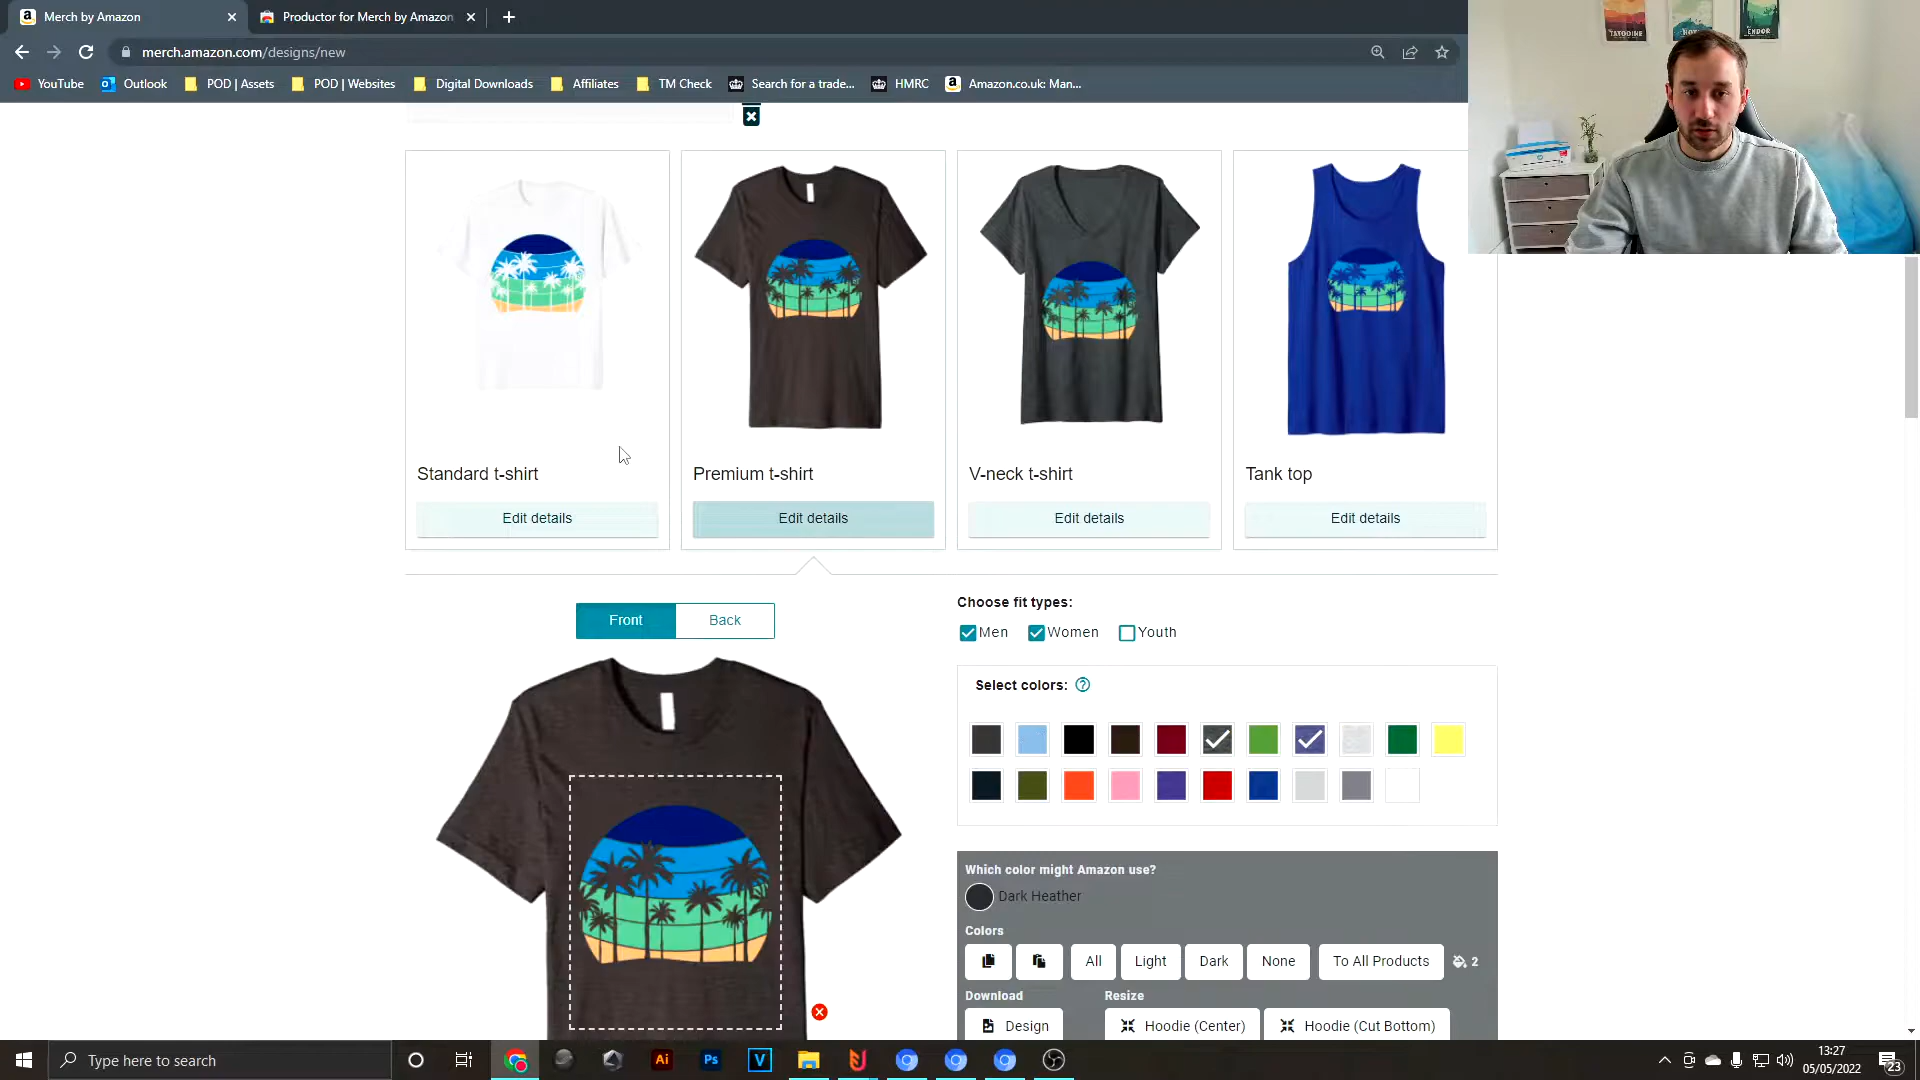 Merch by Amazon
Productor for Merch by Amazon
merch.amazon.com/designs/new
YouTube
Outlook
POD | Assets
POD | Websites
Digital Downloads
Affiliates
TM Check
Search for a trade...
HMRC
Amazon.co.uk: Man...
TATOOINE
ENDOR
Standard t-shirt
Premium t-shirt
V-neck t-shirt
Tank top
Edit details
Edit details
Edit details
Edit details
Front
Back
Choose fit types:
Men
Women
Youth
Select colors:
Which color might Amazon use?
Dark Heather
Colors
All
Light
Dark
None
To All Products
2
Download
Resize
Design
Hoodie (Center)
Hoodie (Cut Bottom)
Type here to search
Ai
Ps
V
13:27
05/05/2022
23